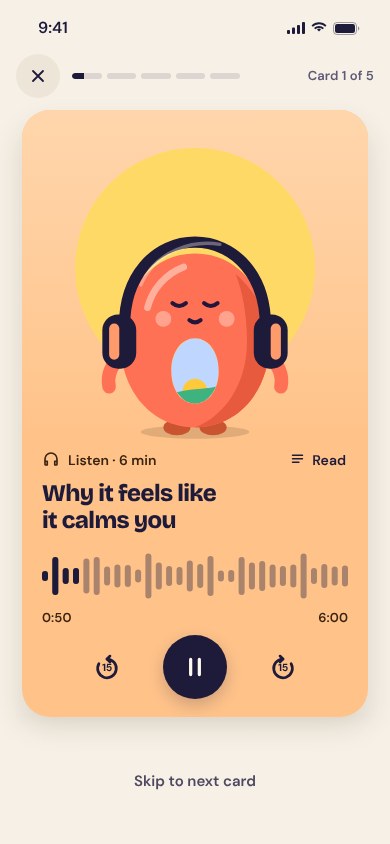 9:41
Card 1 of 5
Listen · 6 min
Read
Why it feels like
it calms you
0:50
6:00
15
15
Skip to next card